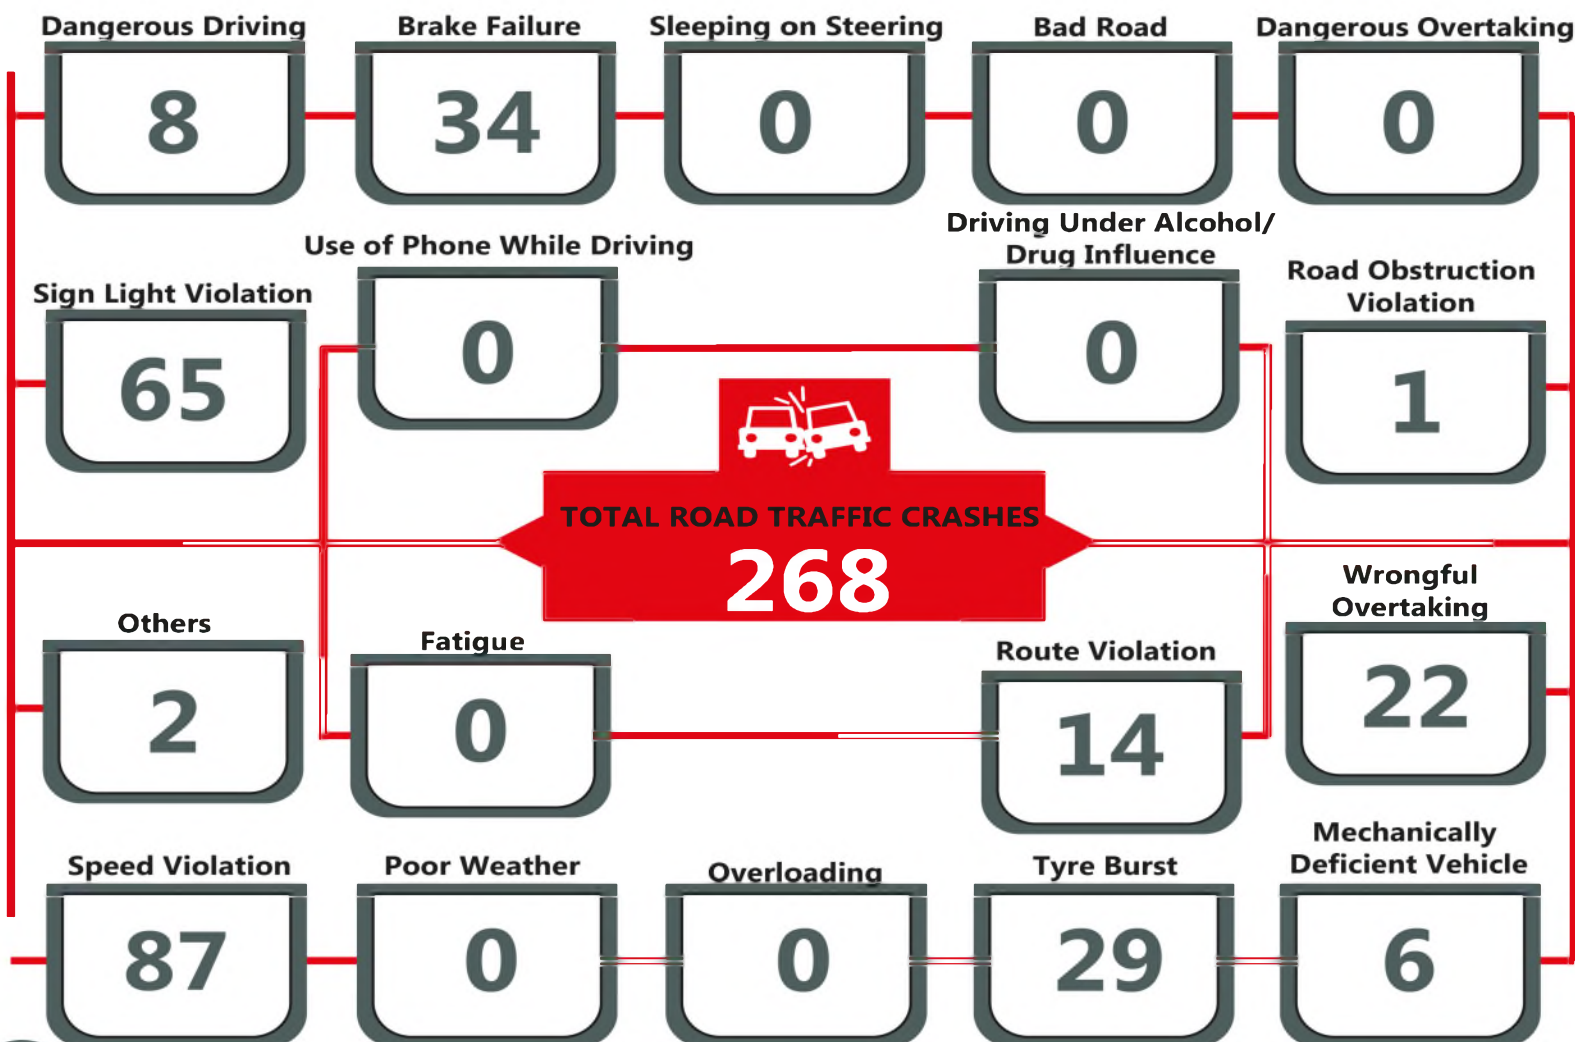 Dangerous Driving
8
Brake Failure
34
Sleeping on Steering
0
Bad Road
0
Dangerous Overtaking
0
Sign Light Violation
65
Use of Phone While Driving
0
Driving Under Alcohol/
Drug Influence
0
Road Obstruction
Violation
1
TOTAL ROAD TRAFFIC CRASHES
268
Others
2
Fatigue
0
Route Violation
14
Wrongful
Overtaking
22
Speed Violation
87
Poor Weather
0
Overloading
0
Tyre Burst
29
Mechanically
Deficient Vehicle
6